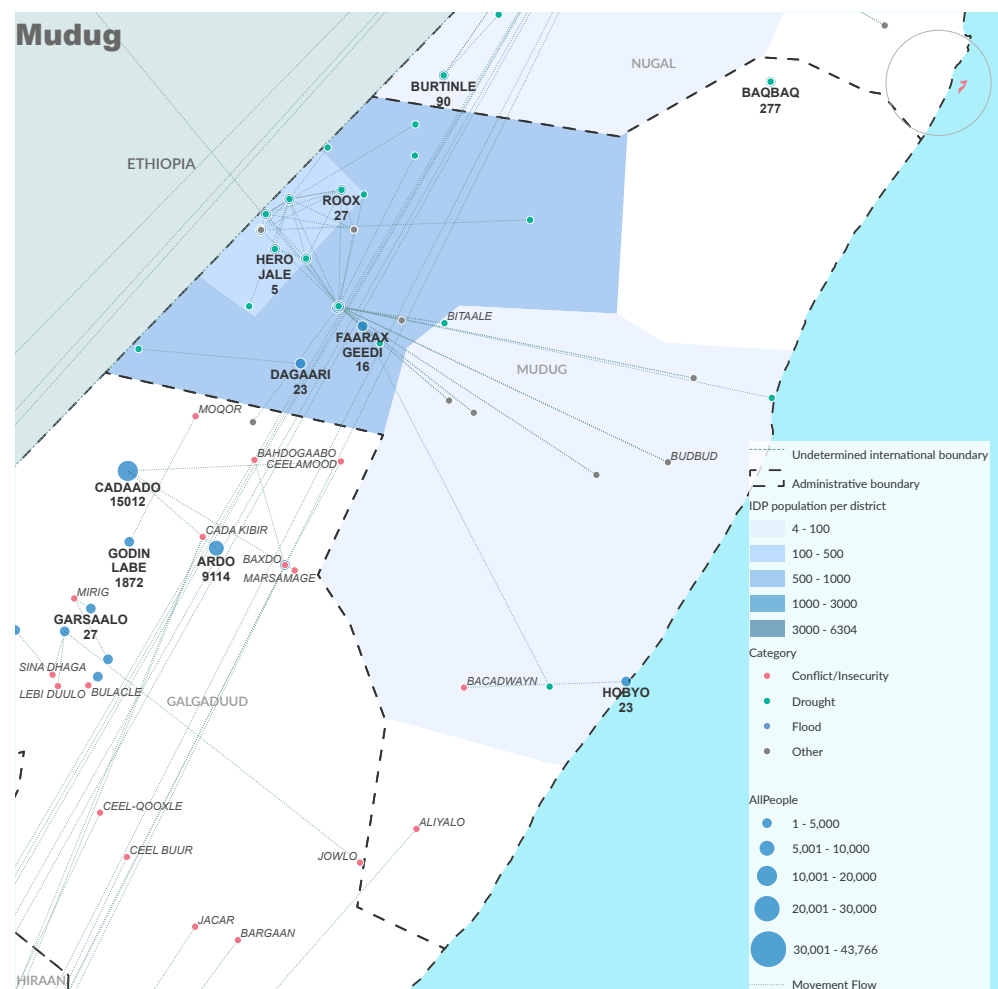 Mudug
NUGAL
BURTINLE
90
BAQBAQ
277
ETHIOPIA
ROOX
27
HERO
JALE
5
BITAALE
FAARAX
GEEDI
16
DAGAARI
23
MUDUG
MOQOR
BAHDOGAABO
CEELAMOOD
BUDBUD
CADAADO
15012
CADA KIBIR
GODIN
LABE
1872
ARDO
9114
BAXDO
MARSAMAGE
MIRIG
GARSAALO
27
SINA DHAGA
LEBI DUULO
BULACLE
GALGADUUD
BACADWAYN
HOBYO
23
CEEL-QOOXLE
ALIYALO
CEEL BUUR
JOWLO
JACAR
BARGAAN
HIRAAN
Undetermined international boundary
Administrative boundary
IDP population per district
4 - 100
100 - 500
500 - 1000
1000 - 3000
3000 - 6304
Category
Conflict/Insecurity
Drought
Flood
Other
AllPeople
1 - 5,000
5,001 - 10,000
10,001 - 20,000
20,001 - 30,000
30,001 - 43,766
Movement Flow